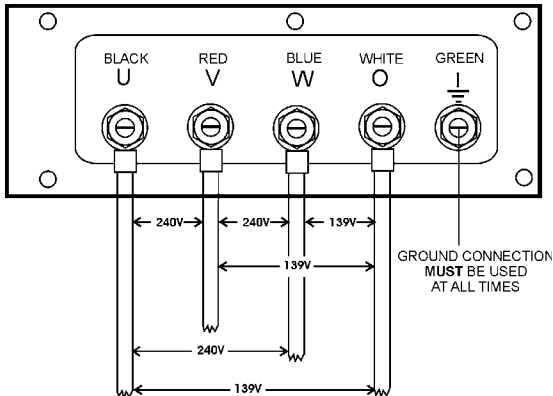 BLACK RED BLUE WHITE GREEN
U V W O
240V 240V 139V
139V
GROUND CONNECTION
MUST BE USED
AT ALL TIMES
240V
139V